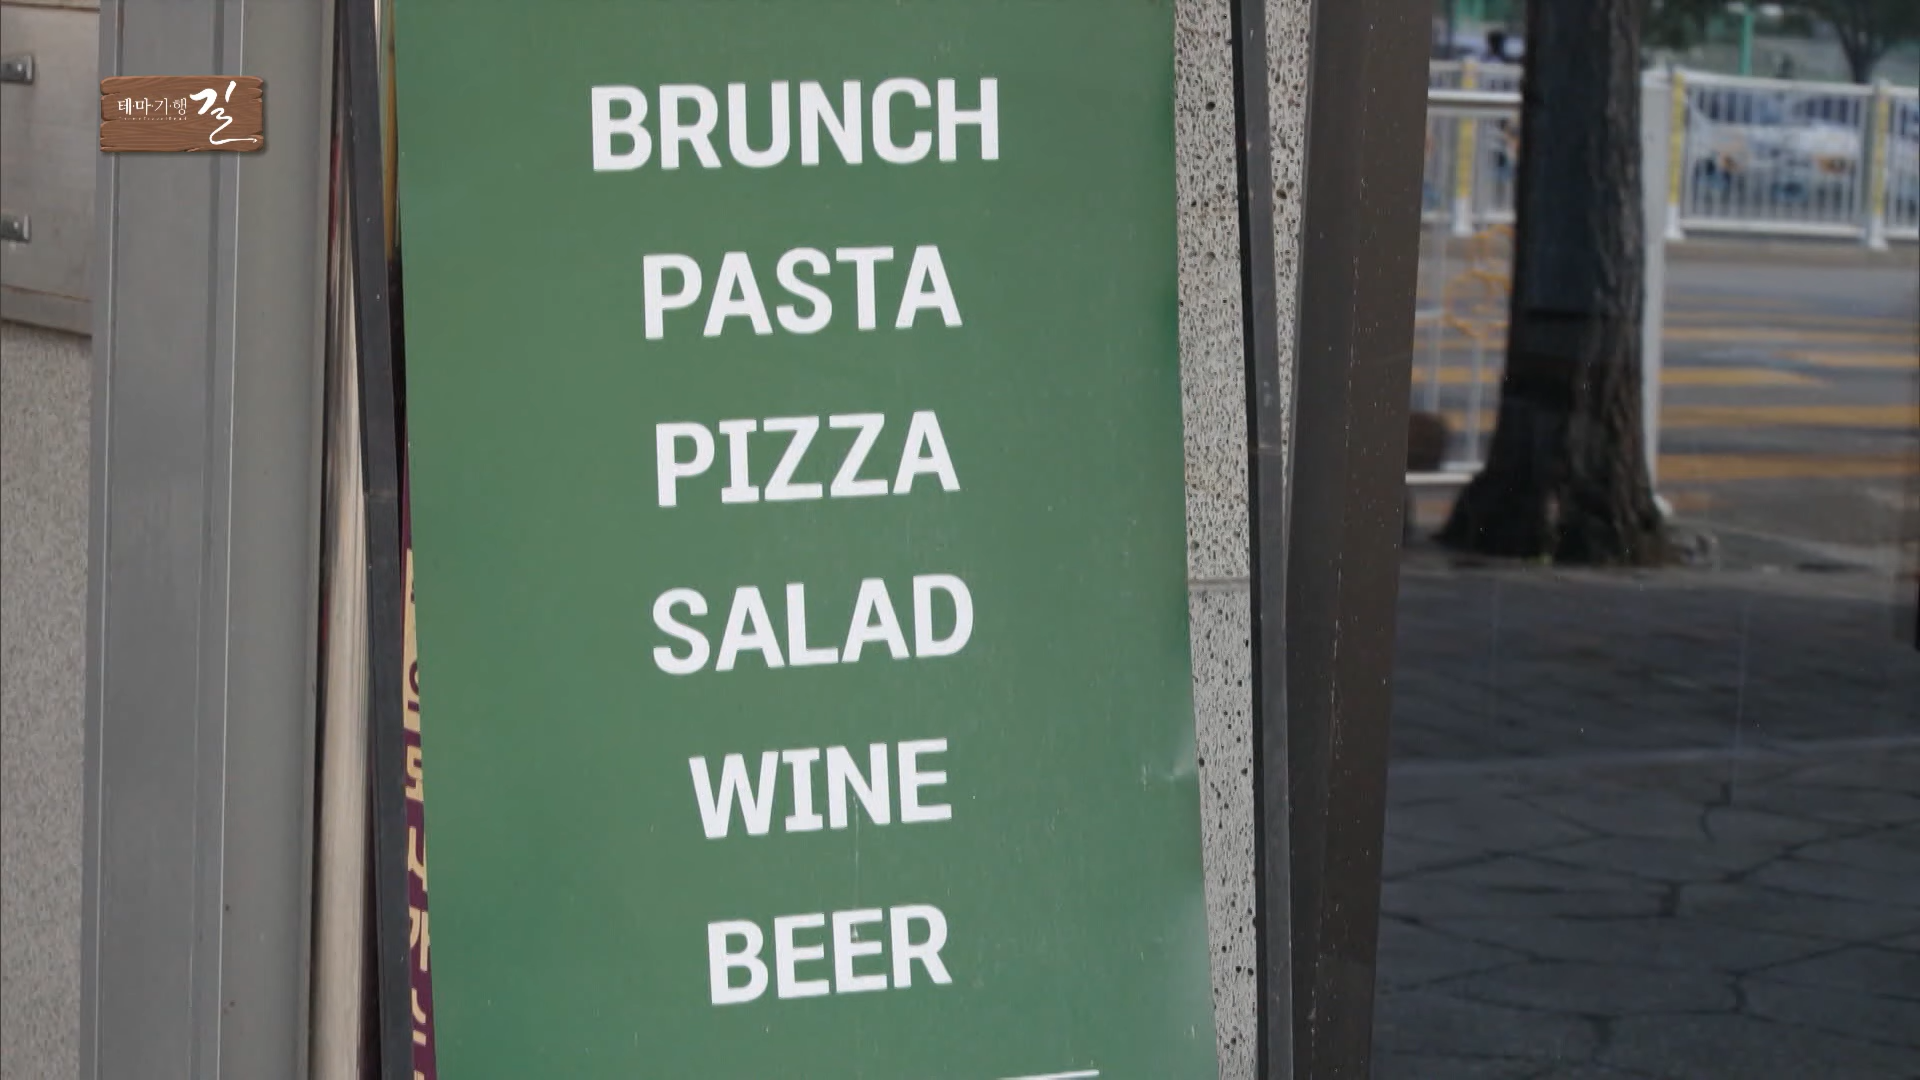 테마기행 길
BRUNCH
PASTA
PIZZA
SALAD
WINE
BEER